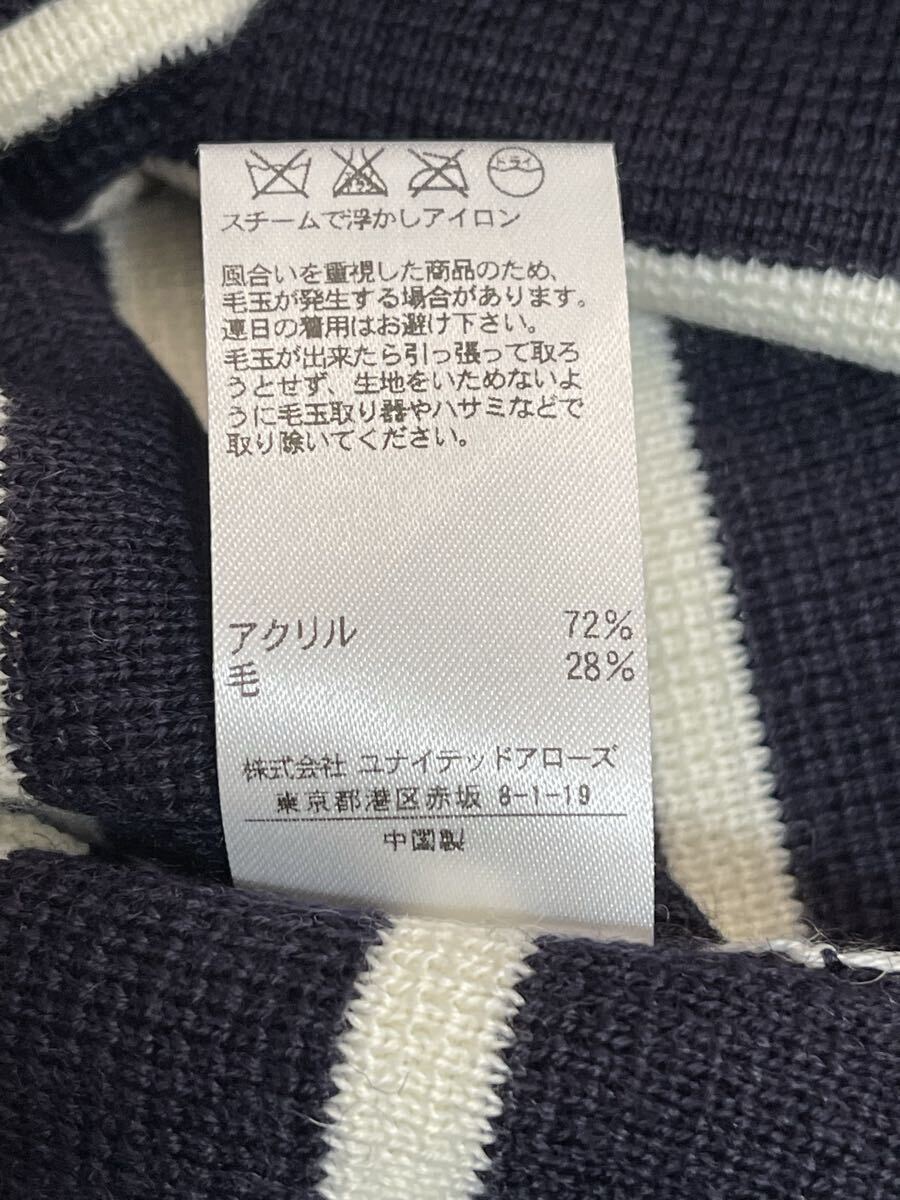 ドライ
スチームで浮かしアイロン
風合いを重視した商品のため、
毛玉が発生する場合があります。
連日の着用はお避け下さい。
毛玉が出来たら引っ張って取ろ
うとせず、生地をいためないよ
うに毛玉取り器やハサミなどで
取り除いてください。
アクリル 72%
毛 28%
株式会社 ユナイテッドアローズ
東京都港区赤坂 8-1-19
中国製